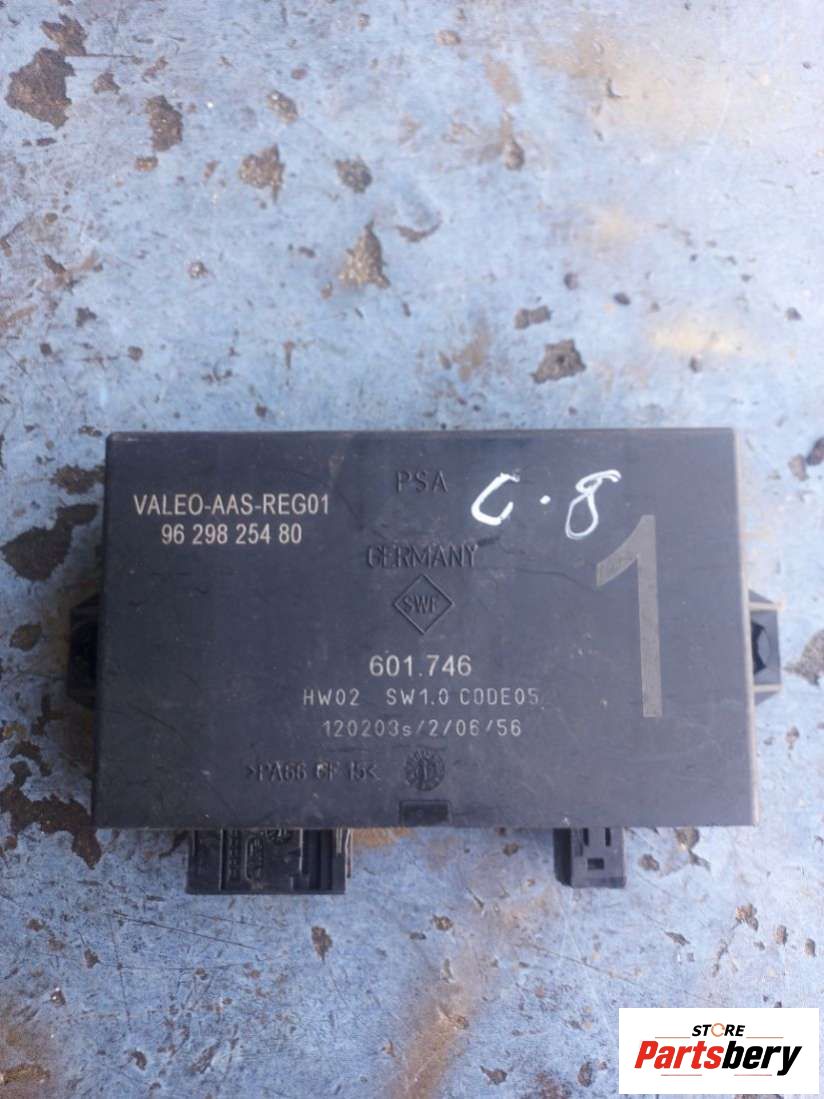 PSA
C-8
VALEO-AAS-REG01
96 298 254 80
GERMANY
SWF
1
601.746
HW02 SW1.0 CODE05
120203s/2/06/56
>PA66 GF 15<
STORE
Partsbery